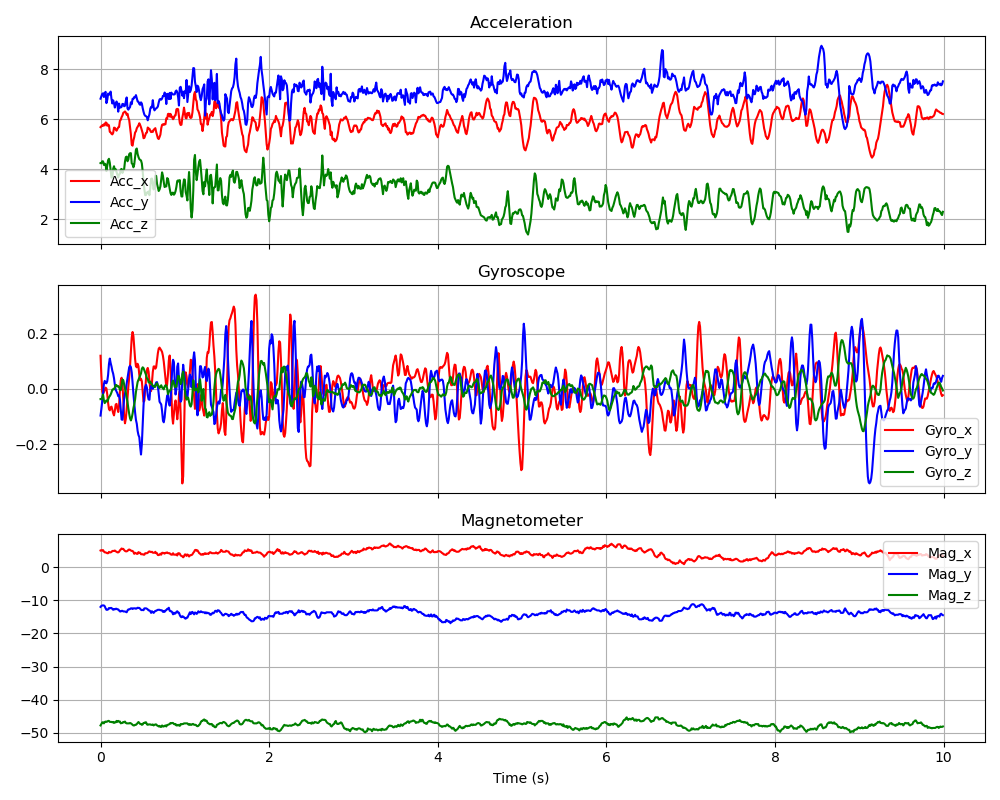 Acceleration
8
6
4
2
Acc_x
Acc_y
Acc_z
Gyroscope
0.2
0.0
−0.2
Gyro_x
Gyro_y
Gyro_z
Magnetometer
0
−10
−20
−30
−40
−50
Mag_x
Mag_y
Mag_z
0 2 4 6 8 10
Time (s)